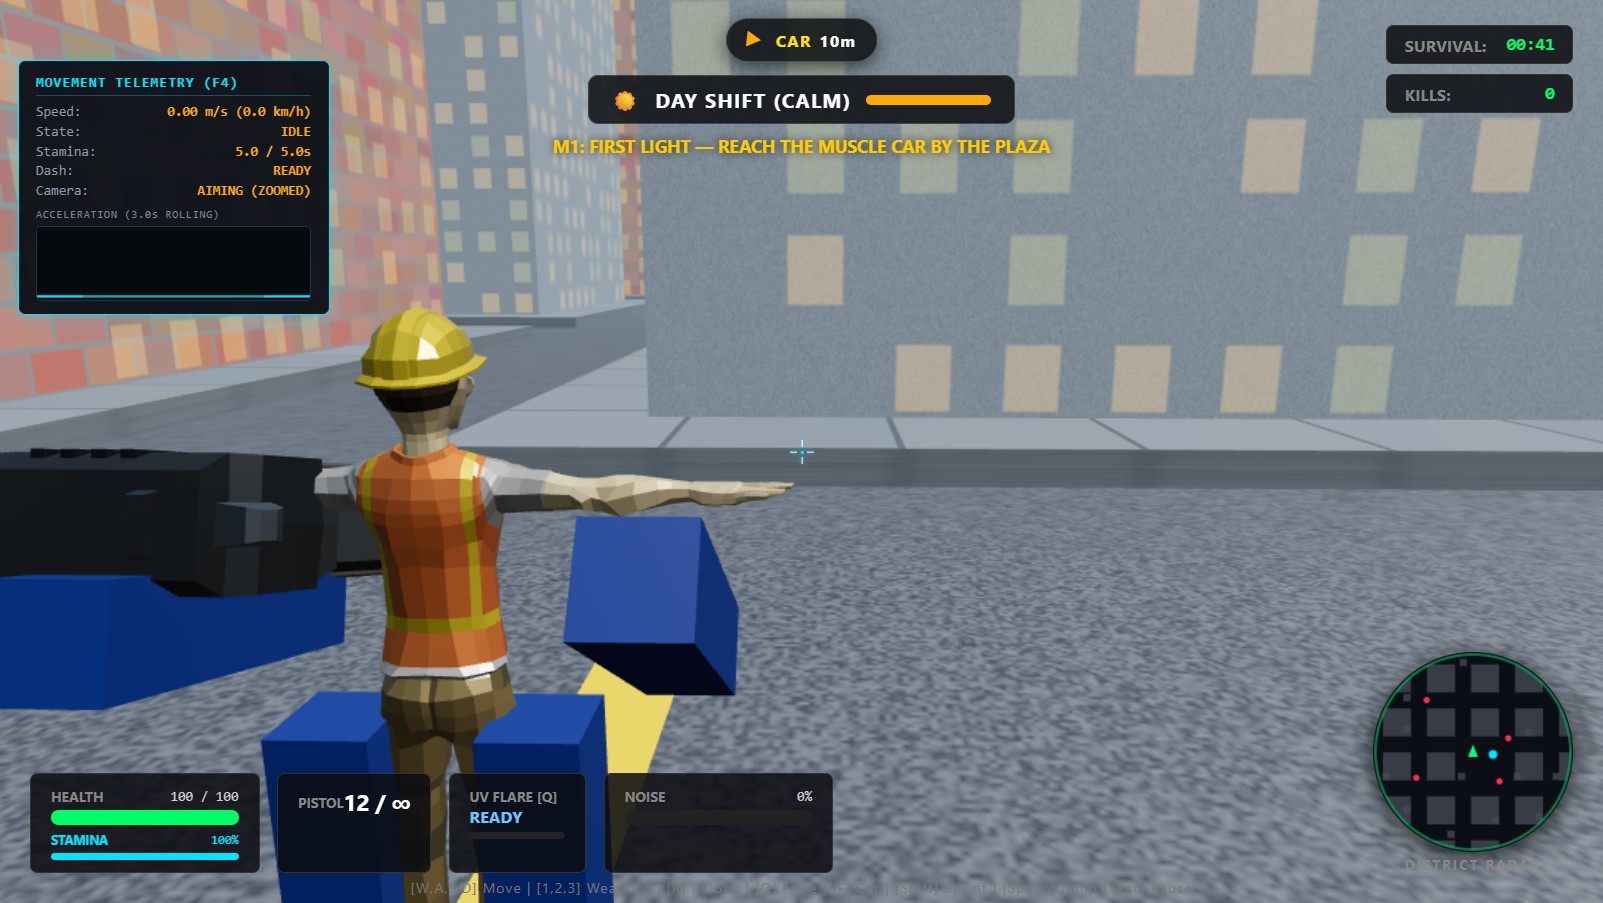 CAR 10m
SURVIVAL: 00:41
MOVEMENT TELEMETRY (F4)
DAY SHIFT (CALM)
KILLS: 0
Speed: 0.00 m/s (0.0 km/h)
State: IDLE
M1: FIRST LIGHT — REACH THE MUSCLE CAR BY THE PLAZA
Stamina: 5.0 / 5.0s
Dash: READY
Camera: AIMING (ZOOMED)
ACCELERATION (3.0s ROLLING)
HEALTH 100 / 100
PISTOL 12 / ∞
UV FLARE [Q]
READY
NOISE 0%
STAMINA 100%
DISTRICT RADAR
Move | [1,2,3]